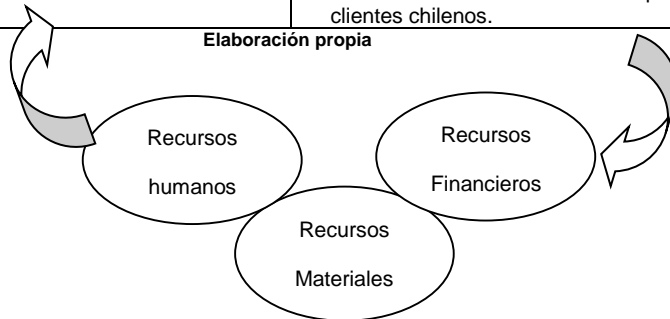 clientes chilenos.
Elaboración propia
Recursos
humanos
Recursos
Financieros
Recursos
Materiales